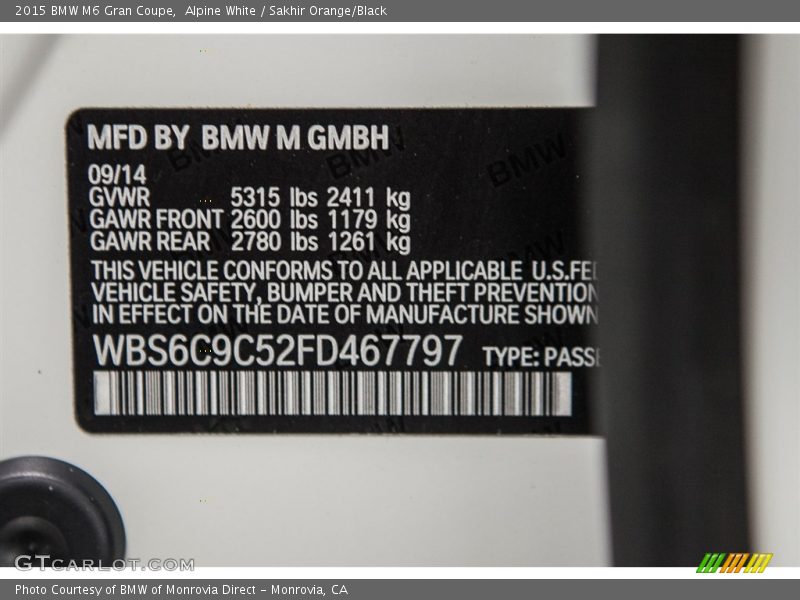 2015 BMW M6 Gran Coupe,  Alpine White / Sakhir Orange/Black
MFD BY BMW M GMBH
09/14
GVWR 5315 lbs 2411 kg
GAWR FRONT 2600 lbs 1179 kg
GAWR REAR 2780 lbs 1261 kg
THIS VEHICLE CONFORMS TO ALL APPLICABLE U.S.FE
VEHICLE SAFETY, BUMPER AND THEFT PREVENTION
IN EFFECT ON THE DATE OF MANUFACTURE SHOWN
WBS6C9C52FD467797 TYPE: PASSE
GTCARLOT.COM
Photo Courtesy of BMW of Monrovia Direct - Monrovia, CA